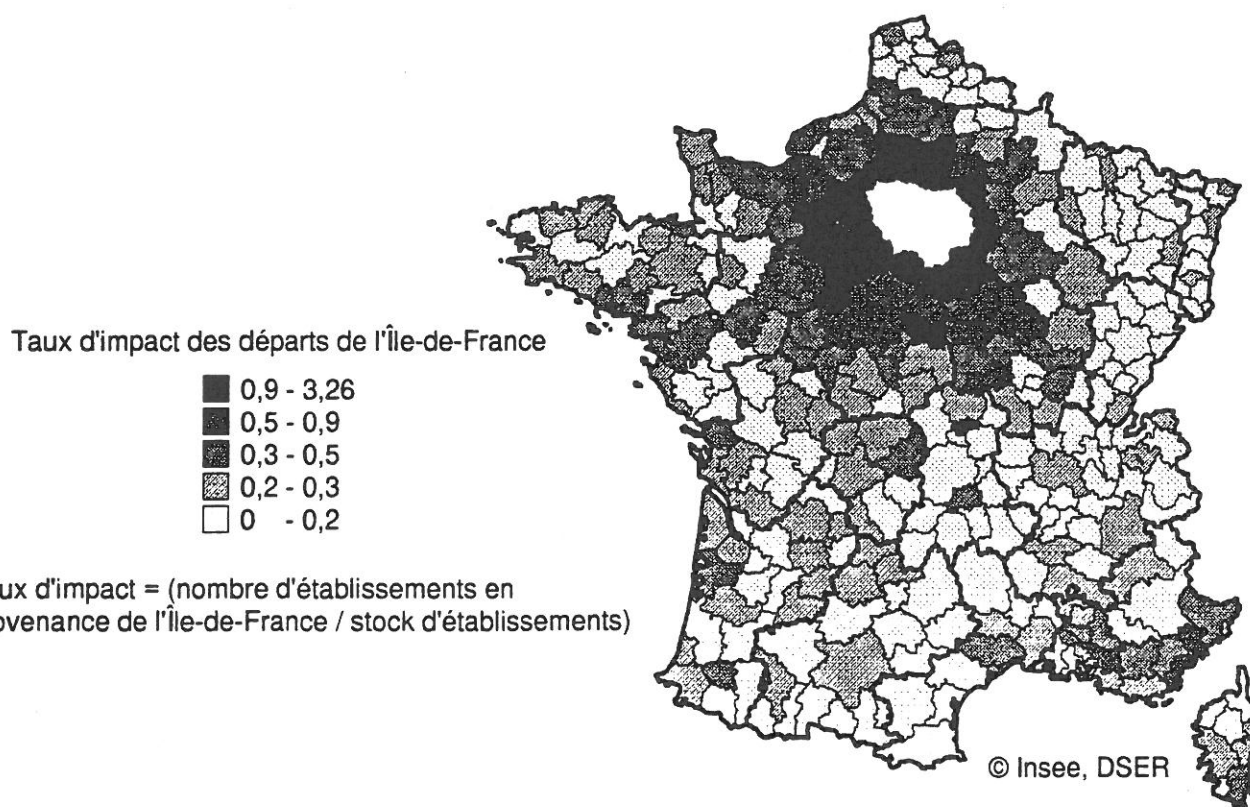 Taux d'impact des départs de l'Île-de-France
0,9 - 3,26
0,5 - 0,9
0,3 - 0,5
0,2 - 0,3
0 - 0,2
ux d'impact = (nombre d'établissements en
ovenance de l'Île-de-France / stock d'établissements)
© Insee, DSER